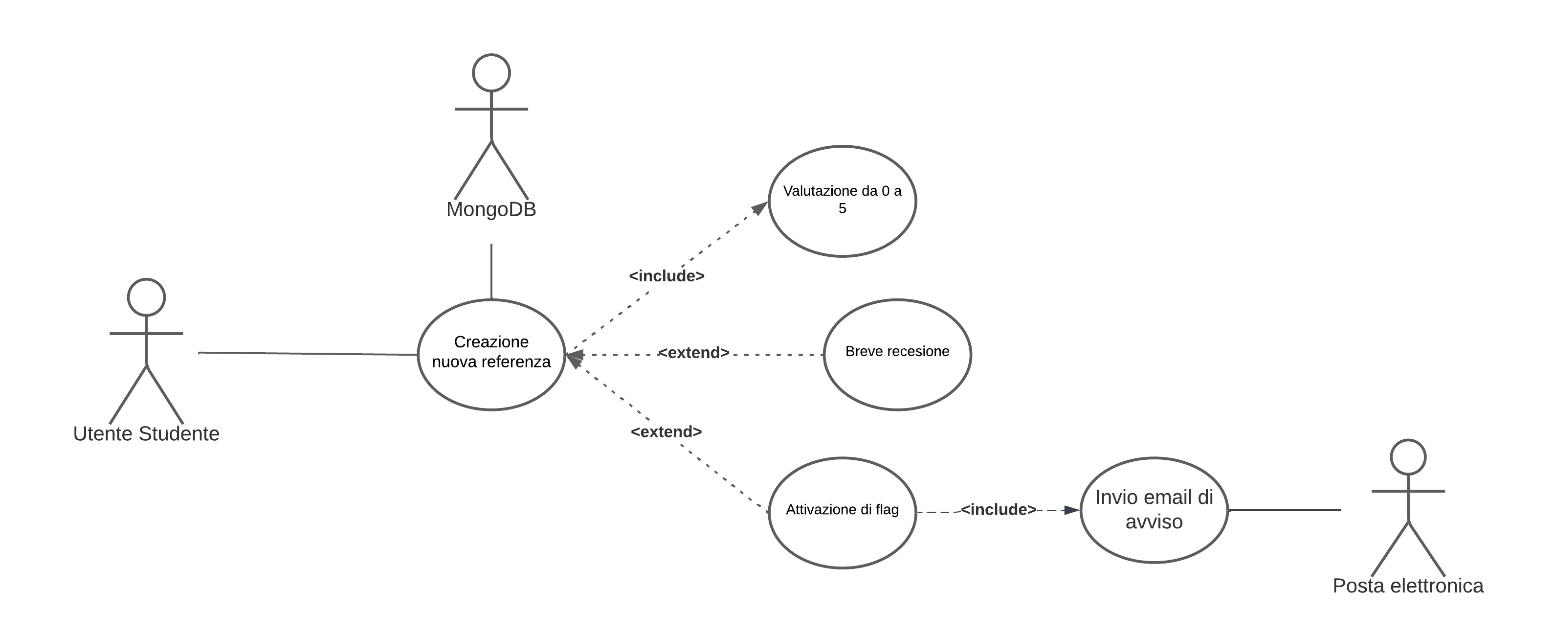 MongoDB
Valutazione da 0 a
5
<include>
Creazione
nuova referenza
<extend>
Breve recesione
Utente Studente
<extend>
Attivazione di flag
<include>
Invio email di
avviso
Posta elettronica